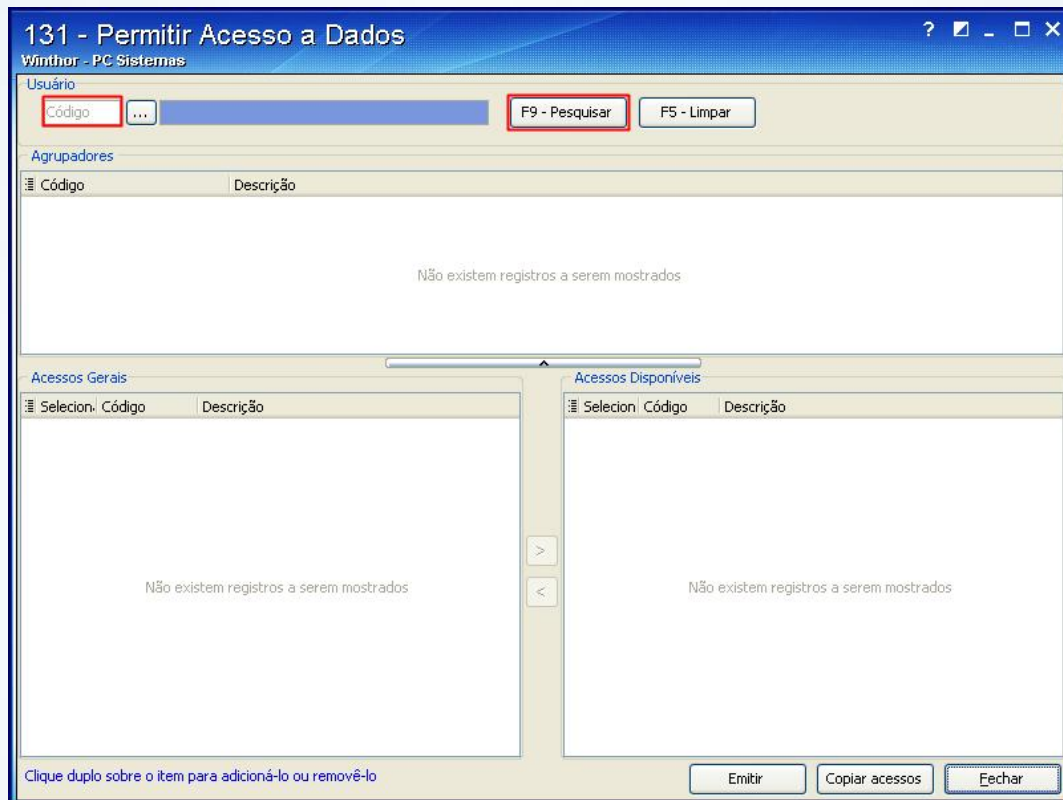 131 - Permitir Acesso a Dados
Winthor - PC Sistemas
Usuário
Código ... F9 - Pesquisar F5 - Limpar
Agrupadores
Código Descrição
Não existem registros a serem mostrados
Acessos Gerais Acessos Disponíveis
Selecion Código Descrição Selecion Código Descrição
> 
Não existem registros a serem mostrados < Não existem registros a serem mostrados
Clique duplo sobre o item para adicioná-lo ou removê-lo Emitir Copiar acessos Fechar